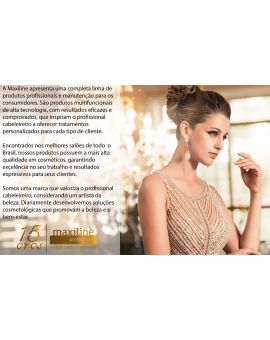 A Maxiline apresenta uma completa linha de
produtos profissionais e manutenção para os
consumidores. São produtos multifuncionais
de alta tecnologia, com resultados eficazes e
comprovados, que inspiram o profissional
cabeleireiro a oferecer tratamentos
personalizados para cada tipo de cliente.
Encontrados nos melhores salões de todo o
Brasil, nossos produtos possuem a mais alta
qualidade em cosméticos, garantindo
excelência no seu trabalho e resultados
expressivos para seus clientes.
Somos uma marca que valoriza o profissional
cabeleireiro, considerando um artista da
beleza. Diariamente desenvolvemos soluções
cosmetológicas que promovam a beleza e o
bem-estar.
15 anos
maxiline